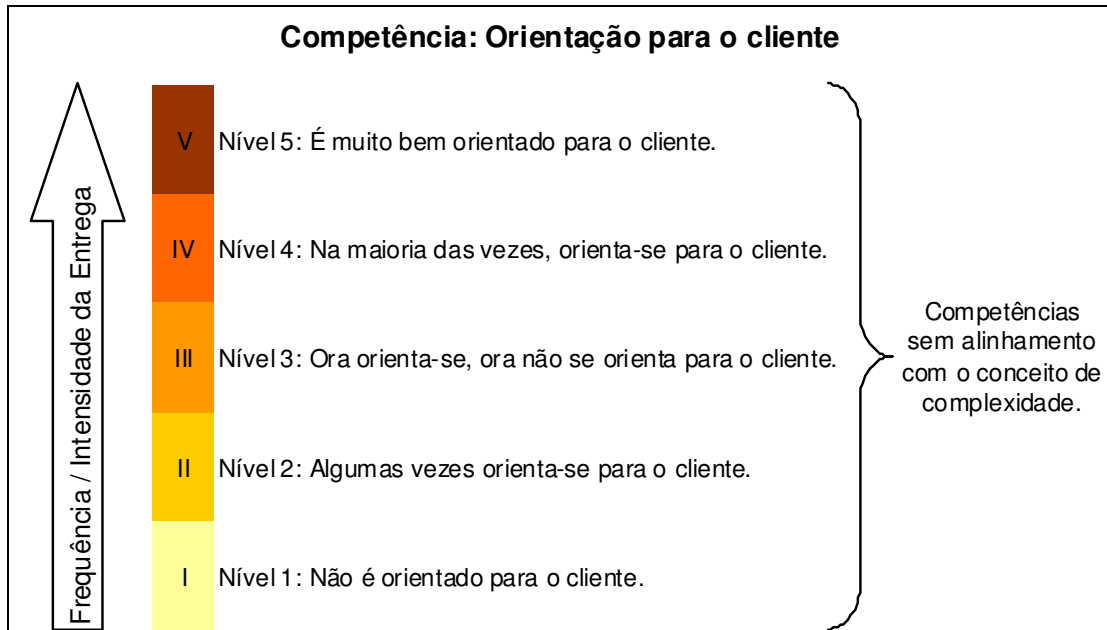 Competência: Orientação para o cliente
Frequência / Intensidade da Entrega
V Nível 5: É muito bem orientado para o cliente.
IV Nível 4: Na maioria das vezes, orienta-se para o cliente.
III Nível 3: Ora orienta-se, ora não se orienta para o cliente.
II Nível 2: Algumas vezes orienta-se para o cliente.
I Nível 1: Não é orientado para o cliente.
Competências
sem alinhamento
com o conceito de
complexidade.